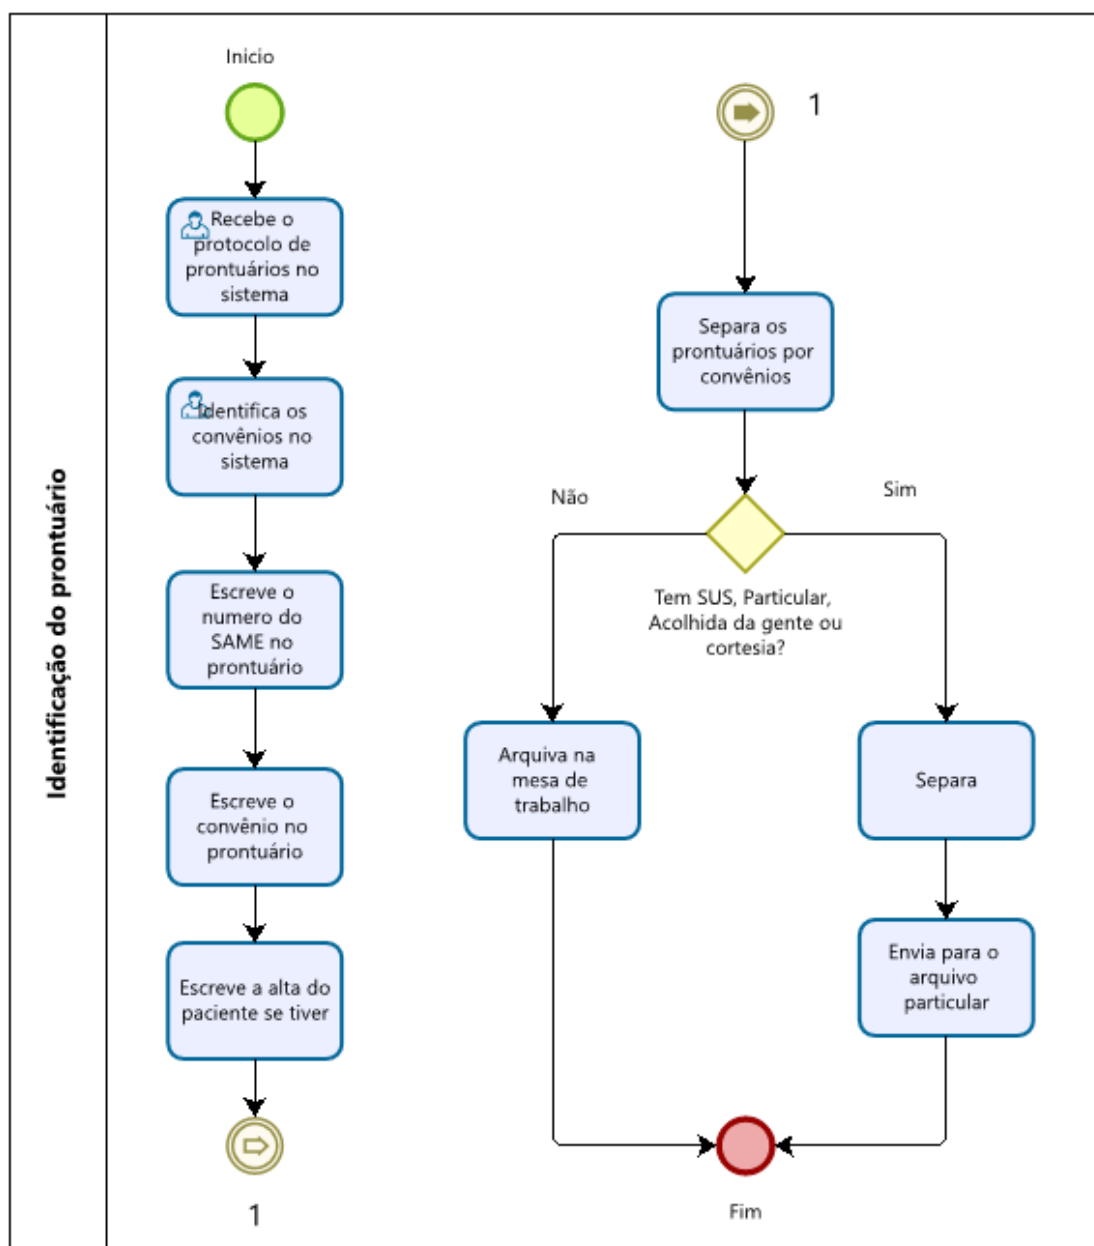 Identificação do prontuário
Inicio
Recebe o
protocolo de
prontuários no
sistema
Identifica os
convênios no
sistema
Escreve o
numero do
SAME no
prontuário
Escreve o
convênio no
prontuário
Escreve a alta do
paciente se tiver
1
1
Separa os
prontuários por
convênios
Não
Sim
Tem SUS, Particular,
Acolhida da gente ou
cortesia?
Arquiva na
mesa de
trabalho
Separa
Envia para o
arquivo
particular
Fim